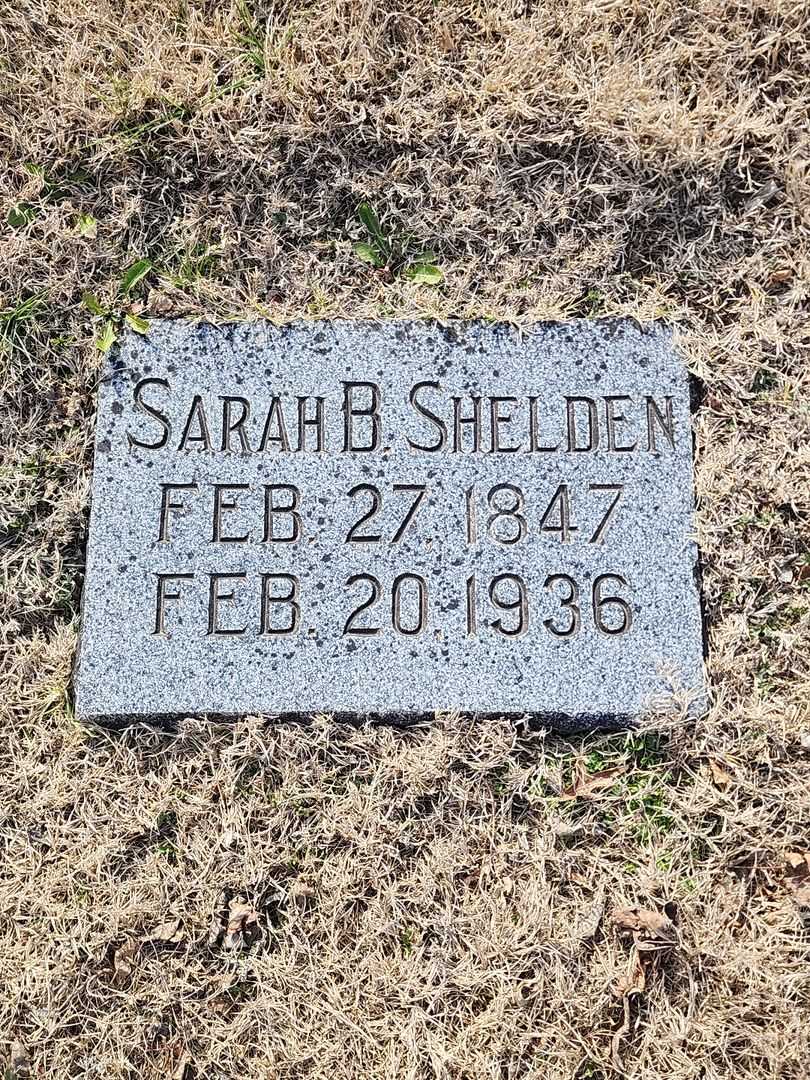 SARAH B. SHELDEN
FEB. 27, 1847
FEB. 20, 1936